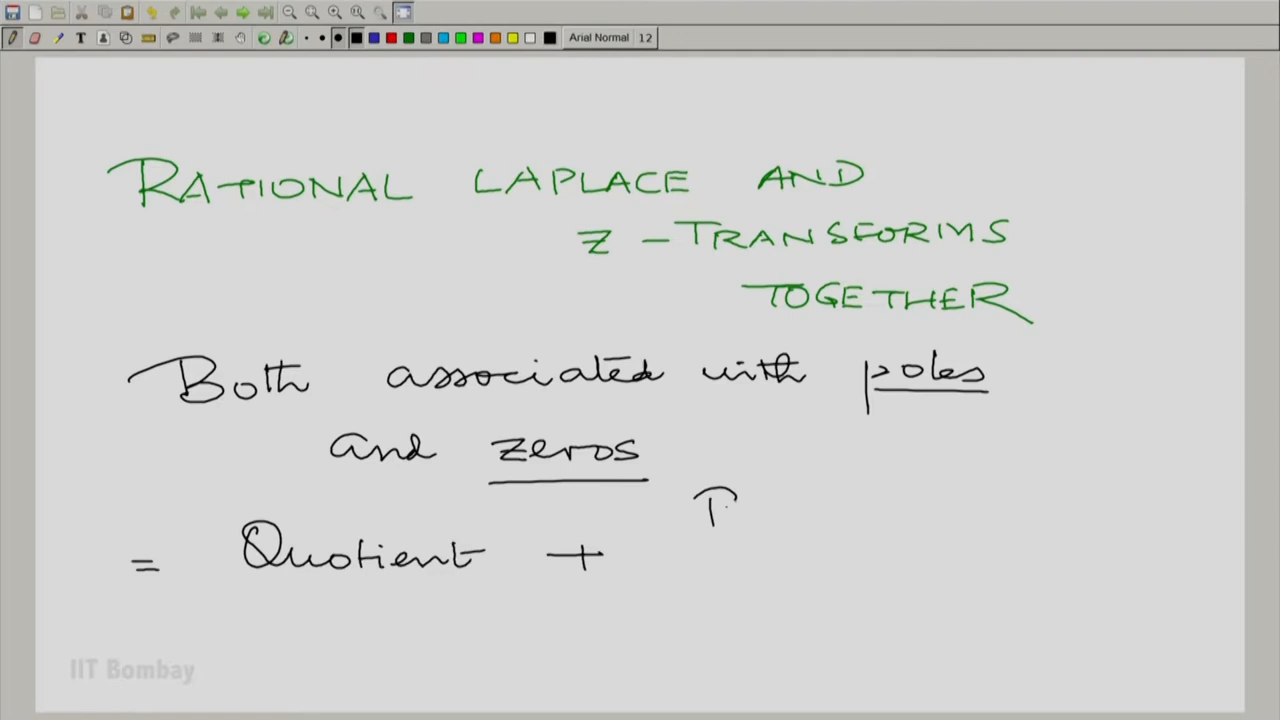 Arial Normal 12
RATIONAL LAPLACE AND
Z - TRANSFORMS
TOGETHER
Both associated with poles
and zeros
= Quotient +
IIT Bombay